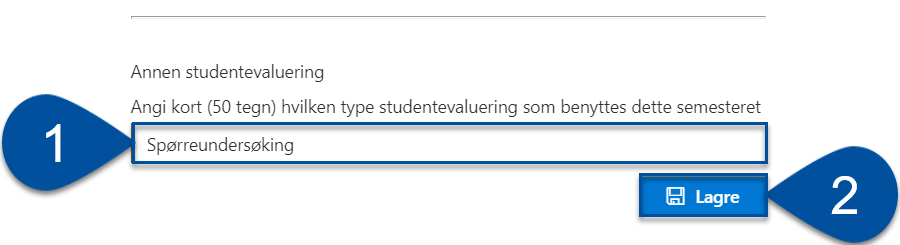 Annen studentevaluering
Angi kort (50 tegn) hvilken type studentevaluering som benyttes dette semesteret
1
Spørreundersøking
Lagre
2